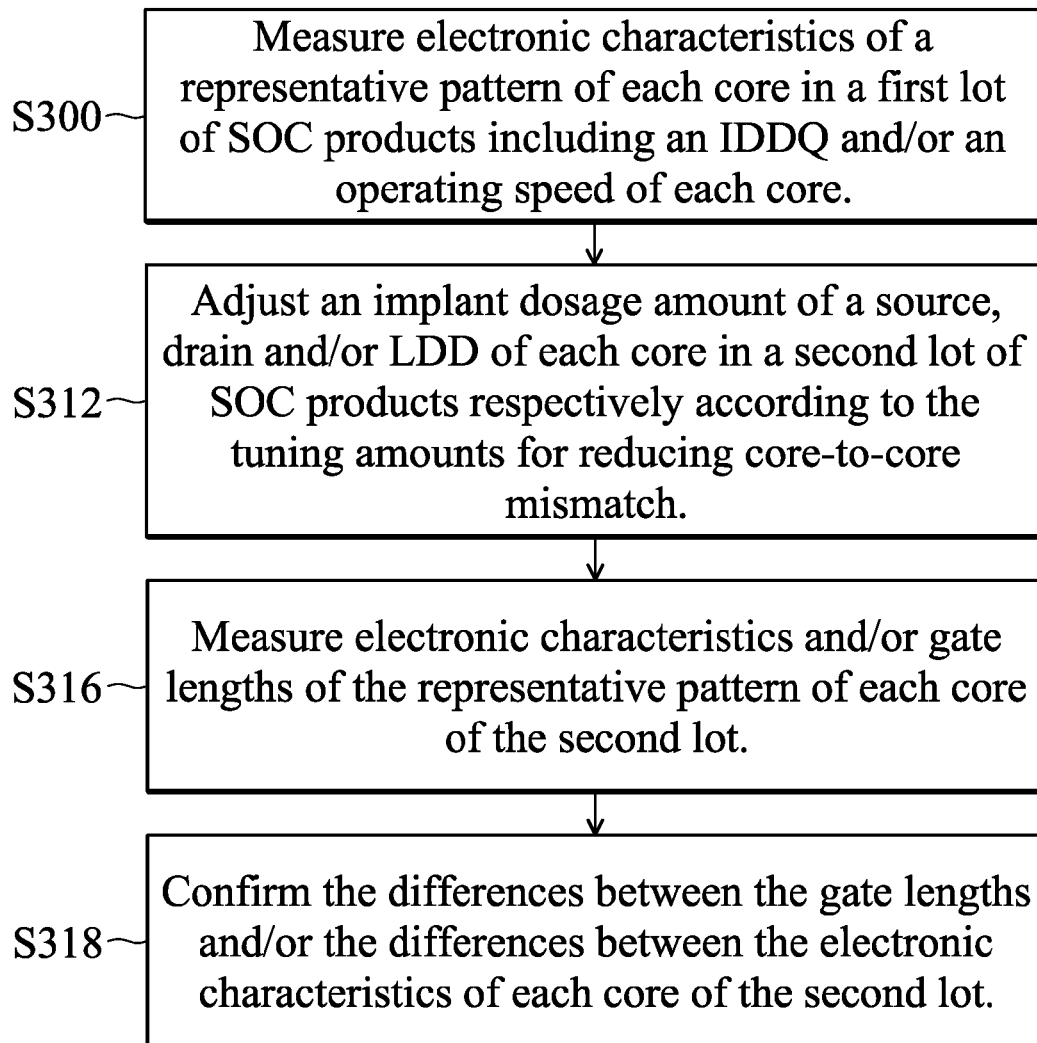 S300
Measure electronic characteristics of a
representative pattern of each core in a first lot
of SOC products including an IDDQ and/or an
operating speed of each core.
S312
Adjust an implant dosage amount of a source,
drain and/or LDD of each core in a second lot of
SOC products respectively according to the
tuning amounts for reducing core-to-core
mismatch.
S316
Measure electronic characteristics and/or gate
lengths of the representative pattern of each core
of the second lot.
S318
Confirm the differences between the gate lengths
and/or the differences between the electronic
characteristics of each core of the second lot.